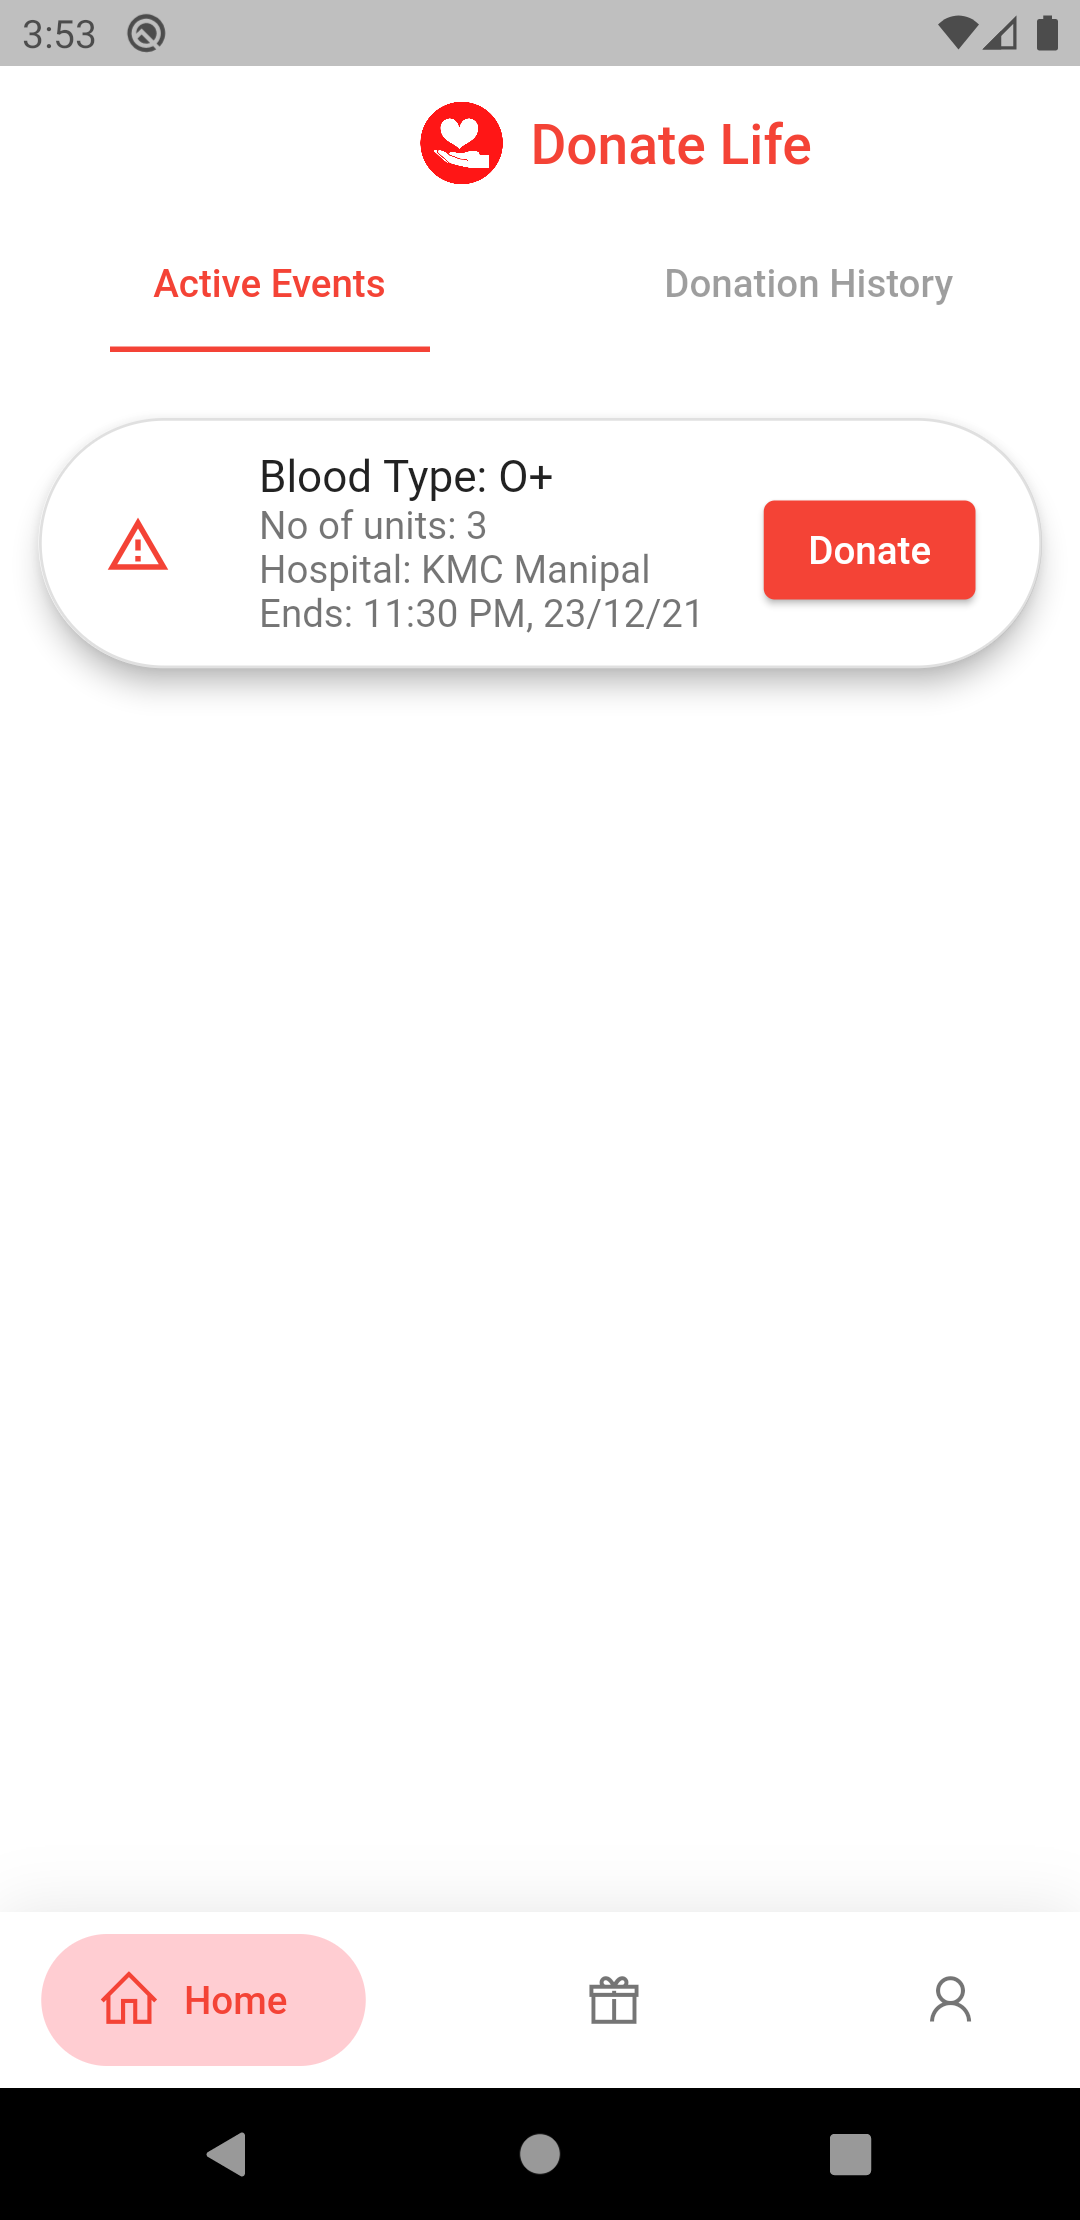 3:53
Donate Life
Active Events
Donation History
Blood Type: O+
No of units: 3
Hospital: KMC Manipal
Ends: 11:30 PM, 23/12/21
Donate
Home